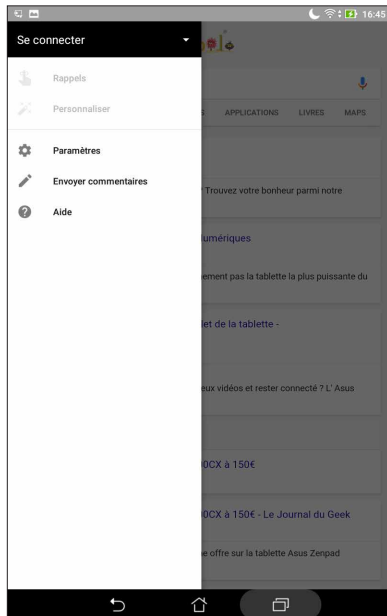 16:45
Se connecter
Rappels
Personnaliser
Paramètres
Envoyer commentaires
Aide
APPLICATIONS LIVRES MAPS
Trouvez votre bonheur parmi notre
umériques
nement pas la tablette la plus puissante du
let de la tablette -
eux vidéos et rester connecté ? L' Asus
0CX à 150€
0CX à 150€ - Le Journal du Geek
e offre sur la tablette Asus Zenpad